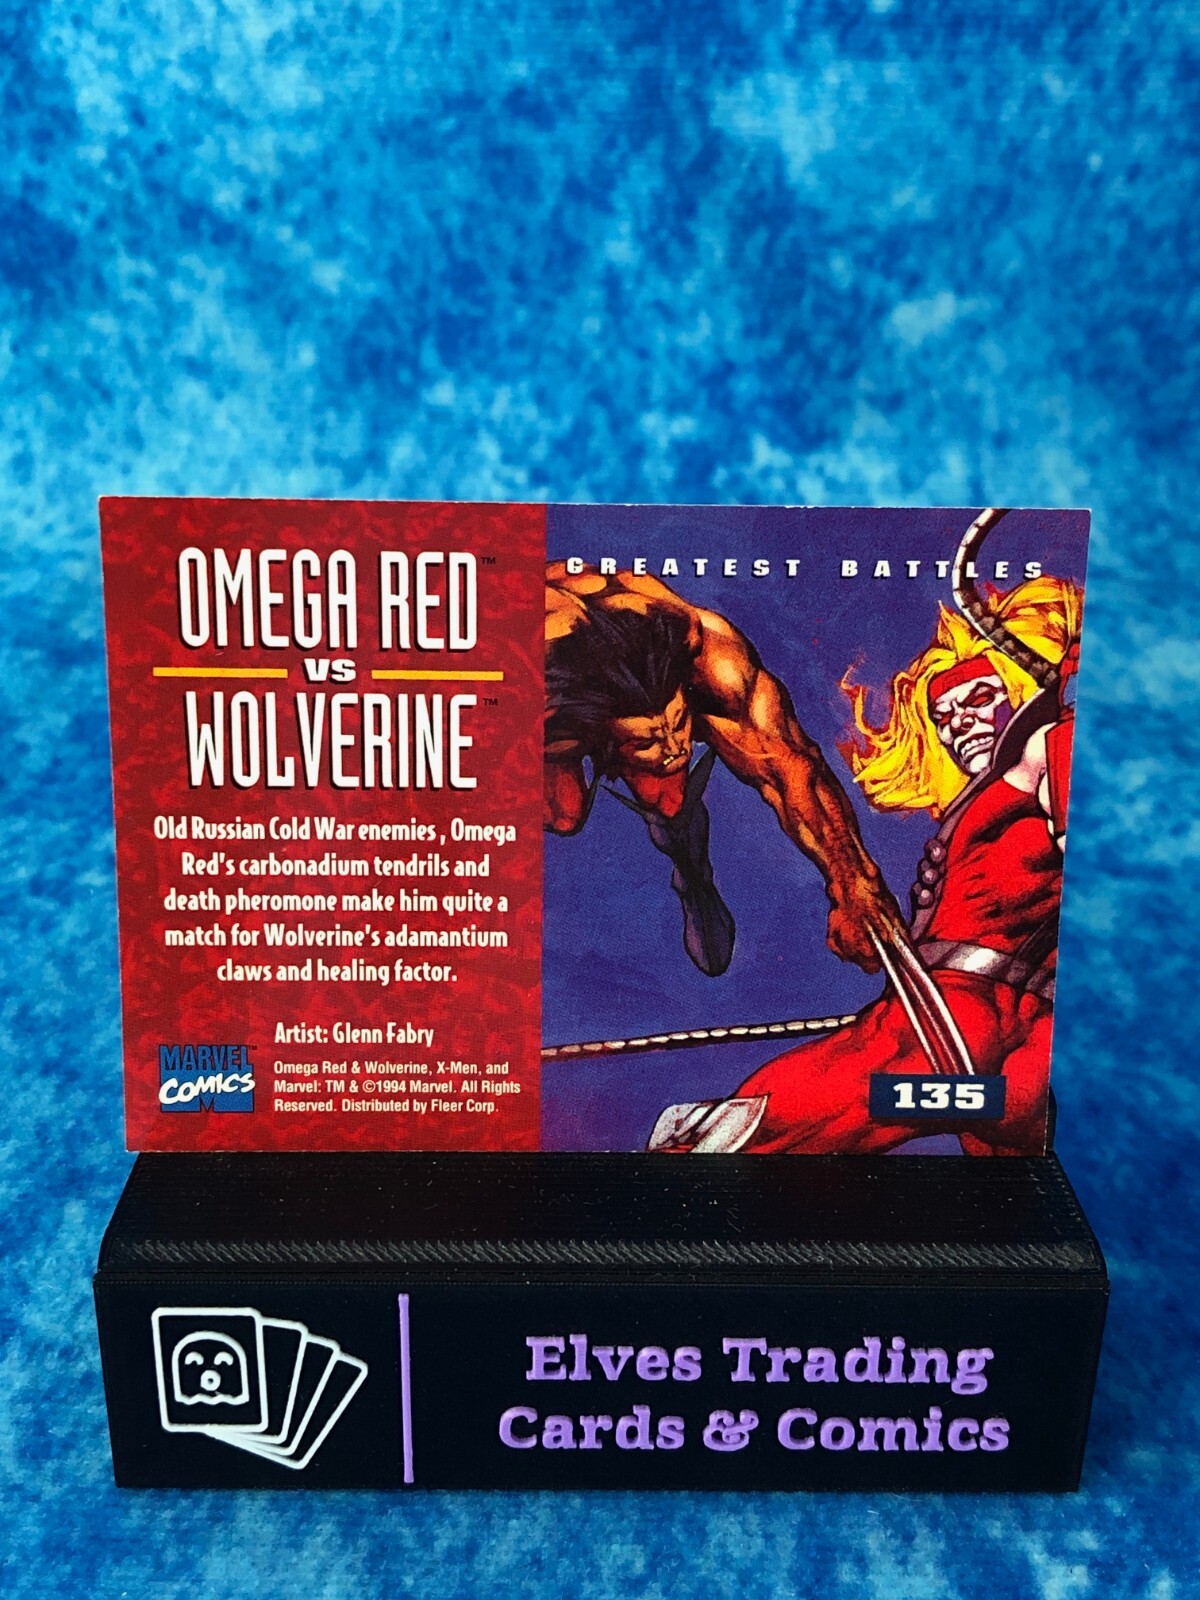 OMEGA RED™
VS
WOLVERINE™
Old Russian Cold War enemies , Omega
Red's carbonadium tendrils and
death pheromone make him quite a
match for Wolverine's adamantium
claws and healing factor.
Artist: Glenn Fabry
MARVEL™
COMICS
Omega Red & Wolverine, X-Men, and
Marvel: TM & ©1994 Marvel. All Rights
Reserved. Distributed by Fleer Corp.
GREATEST BATTLES
135
Elves Trading
Cards & Comics